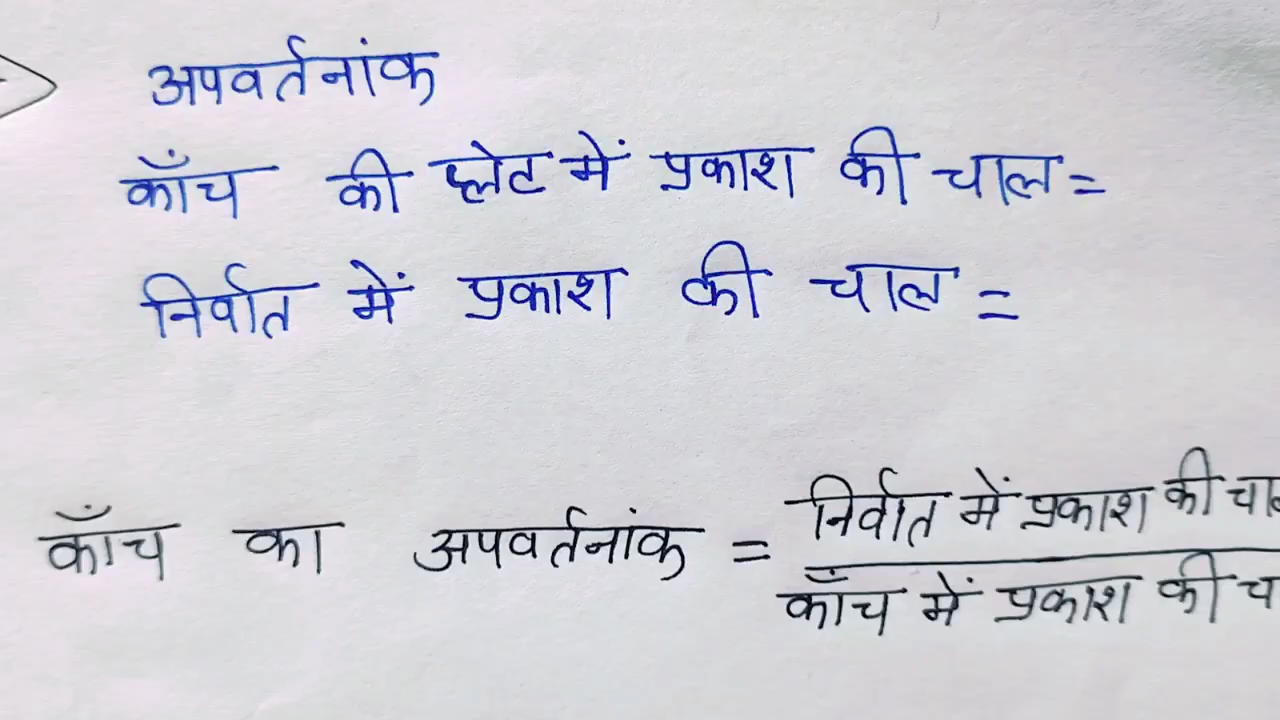 अपवर्तनांक
काँच की प्लेट में प्रकाश की चाल =
निर्वात में प्रकाश की चाल =
काँच का अपवर्तनांक = निर्वात में प्रकाश की चाल
काँच में प्रकाश की च